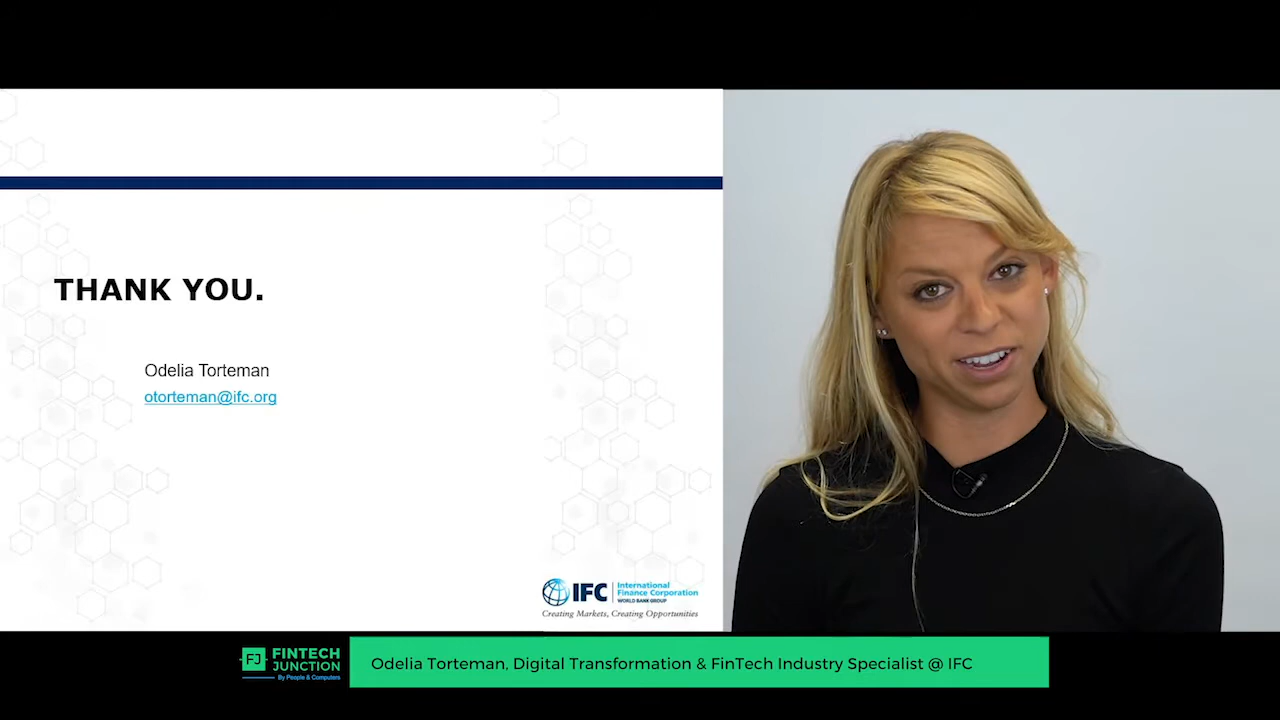 THANK YOU.
Odelia Torteman
otorteman@ifc.org
IFC
International
Finance Corporation
WORLD BANK GROUP
Creating Markets, Creating Opportunities
FJ
FINTECH
JUNCTION
By People & Computers
Odelia Torteman, Digital Transformation & FinTech Industry Specialist @ IFC